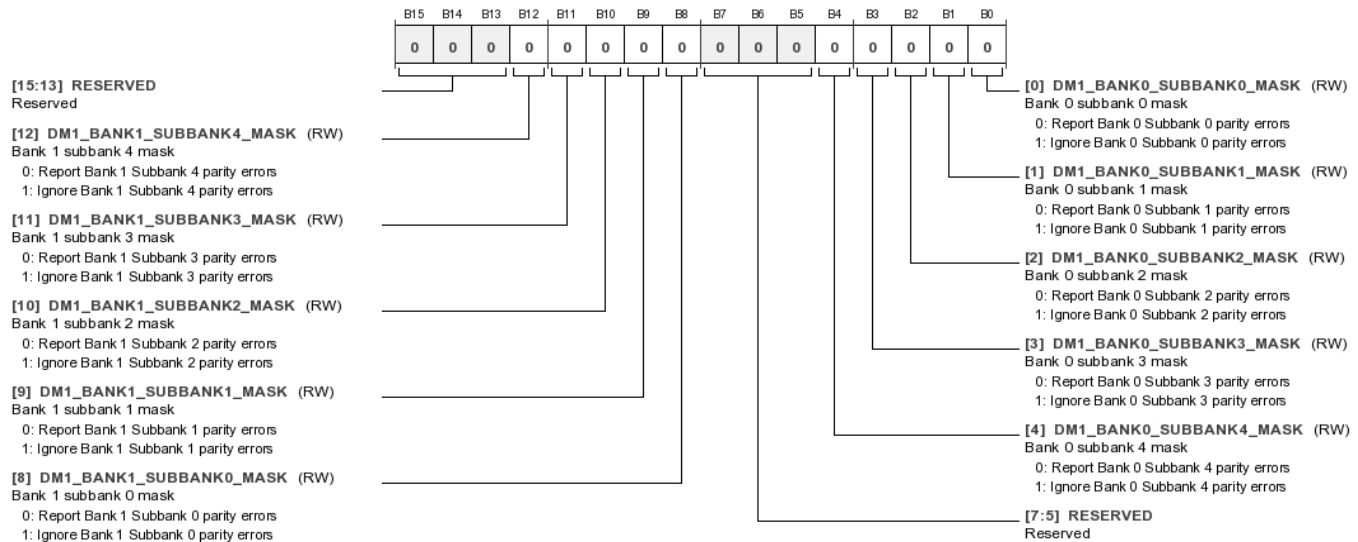 B15 B14 B13 B12 B11 B10 B9 B8 B7 B6 B5 B4 B3 B2 B1 B0
0 0 0 0 0 0 0 0 0 0 0 0 0 0 0 0
[15:13] RESERVED
Reserved
[12] DM1_BANK1_SUBBANK4_MASK (RW)
Bank 1 subbank 4 mask
0: Report Bank 1 Subbank 4 parity errors
1: Ignore Bank 1 Subbank 4 parity errors
[11] DM1_BANK1_SUBBANK3_MASK (RW)
Bank 1 subbank 3 mask
0: Report Bank 1 Subbank 3 parity errors
1: Ignore Bank 1 Subbank 3 parity errors
[10] DM1_BANK1_SUBBANK2_MASK (RW)
Bank 1 subbank 2 mask
0: Report Bank 1 Subbank 2 parity errors
1: Ignore Bank 1 Subbank 2 parity errors
[9] DM1_BANK1_SUBBANK1_MASK (RW)
Bank 1 subbank 1 mask
0: Report Bank 1 Subbank 1 parity errors
1: Ignore Bank 1 Subbank 1 parity errors
[8] DM1_BANK1_SUBBANK0_MASK (RW)
Bank 1 subbank 0 mask
0: Report Bank 1 Subbank 0 parity errors
1: Ignore Bank 1 Subbank 0 parity errors
[0] DM1_BANK0_SUBBANK0_MASK (RW)
Bank 0 subbank 0 mask
0: Report Bank 0 Subbank 0 parity errors
1: Ignore Bank 0 Subbank 0 parity errors
[1] DM1_BANK0_SUBBANK1_MASK (RW)
Bank 0 subbank 1 mask
0: Report Bank 0 Subbank 1 parity errors
1: Ignore Bank 0 Subbank 1 parity errors
[2] DM1_BANK0_SUBBANK2_MASK (RW)
Bank 0 subbank 2 mask
0: Report Bank 0 Subbank 2 parity errors
1: Ignore Bank 0 Subbank 2 parity errors
[3] DM1_BANK0_SUBBANK3_MASK (RW)
Bank 0 subbank 3 mask
0: Report Bank 0 Subbank 3 parity errors
1: Ignore Bank 0 Subbank 3 parity errors
[4] DM1_BANK0_SUBBANK4_MASK (RW)
Bank 0 subbank 4 mask
0: Report Bank 0 Subbank 4 parity errors
1: Ignore Bank 0 Subbank 4 parity errors
[7:5] RESERVED
Reserved